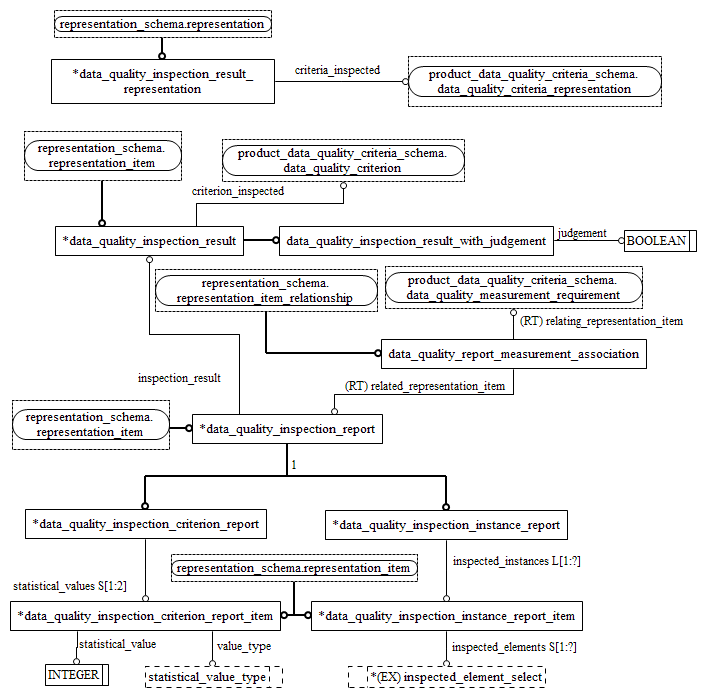 representation_schema.representation
*data_quality_inspection_result_
representation
criteria_inspected
product_data_quality_criteria_schema.
data_quality_criteria_representation
representation_schema.
representation_item
product_data_quality_criteria_schema.
data_quality_criterion
criterion_inspected
*data_quality_inspection_result
data_quality_inspection_result_with_judgement
judgement
BOOLEAN
representation_schema.
representation_item_relationship
product_data_quality_criteria_schema.
data_quality_measurement_requirement
(RT) relating_representation_item
data_quality_report_measurement_association
inspection_result
(RT) related_representation_item
representation_schema.
representation_item
*data_quality_inspection_report
1
*data_quality_inspection_criterion_report
*data_quality_inspection_instance_report
inspected_instances L[1:?]
representation_schema.representation_item
statistical_values S[1:2]
*data_quality_inspection_criterion_report_item
*data_quality_inspection_instance_report_item
statistical_value
value_type
inspected_elements S[1:?]
INTEGER
statistical_value_type
*(EX) inspected_element_select